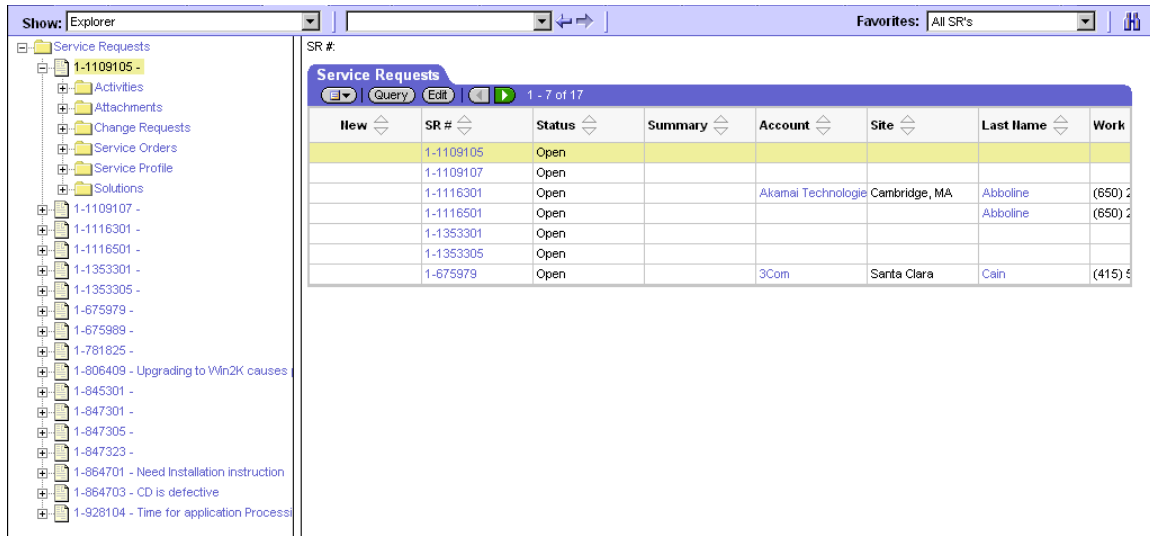 Show: Explorer Favorites: All SR's
Service Requests
1-1109105 -
Activities
Attachments
Change Requests
Service Orders
Service Profile
Solutions
1-1109107 -
1-1116301 -
1-1116501 -
1-1353301 -
1-1353305 -
1-675979 -
1-675989 -
1-781825 -
1-806409 - Upgrading to Win2K causes
1-845301 -
1-847301 -
1-847305 -
1-847323 -
1-864701 - Need Installation instruction
1-864703 - CD is defective
1-928104 - Time for application Processi
SR #:
Service Requests
Query Edit 1 - 7 of 17
New SR # Status Summary Account Site Last Name Work
1-1109105 Open
1-1109107 Open
1-1116301 Open Akamai Technologie Cambridge, MA Abboline (650) 2
1-1116501 Open Abboline (650) 2
1-1353301 Open
1-1353305 Open
1-675979 Open 3Com Santa Clara Cain (415) 5